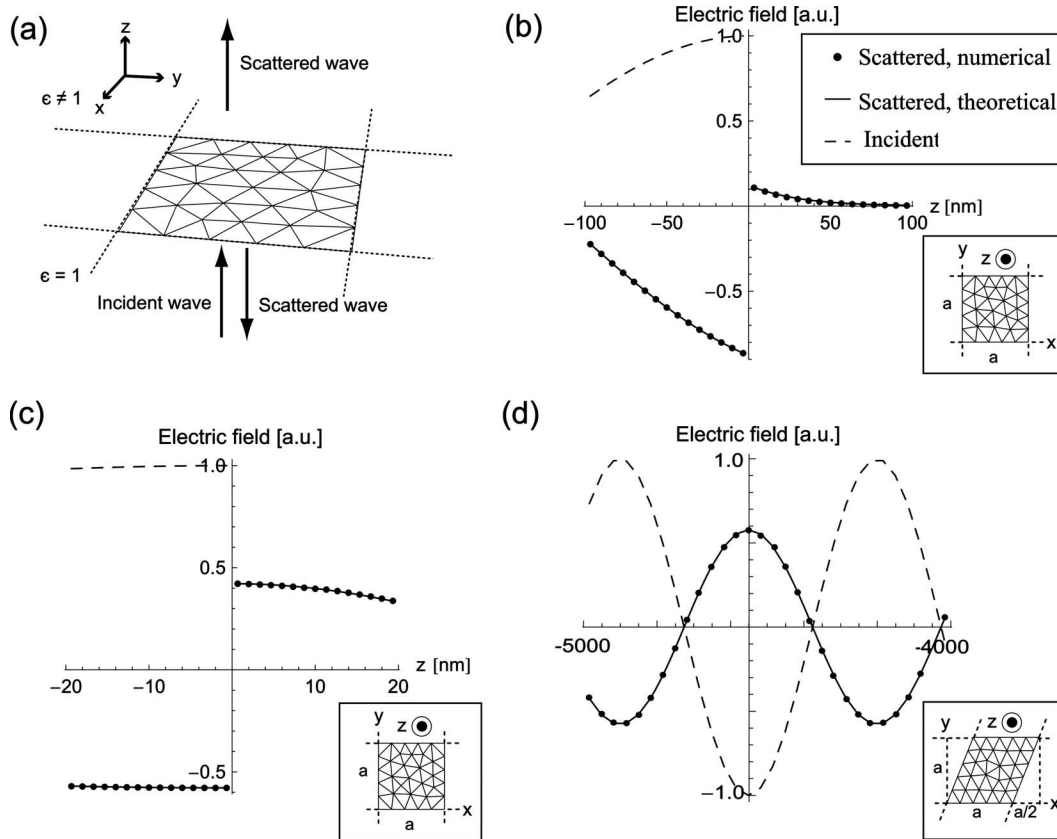 (a)
z
y
x
Scattered wave
ϵ ≠ 1
ϵ = 1
Incident wave
Scattered wave
(b)
Electric field [a.u.]
1.0
0.5
−0.5
−100
−50
50
100
z [nm]
Scattered, numerical
Scattered, theoretical
Incident
y
z
a
x
a
(c)
Electric field [a.u.]
1.0
0.5
−0.5
−20
−10
10
20
z [nm]
y
z
a
x
a
(d)
Electric field [a.u.]
1.0
−1.0
−5000
−4000
y
z
a
x
a
a/2